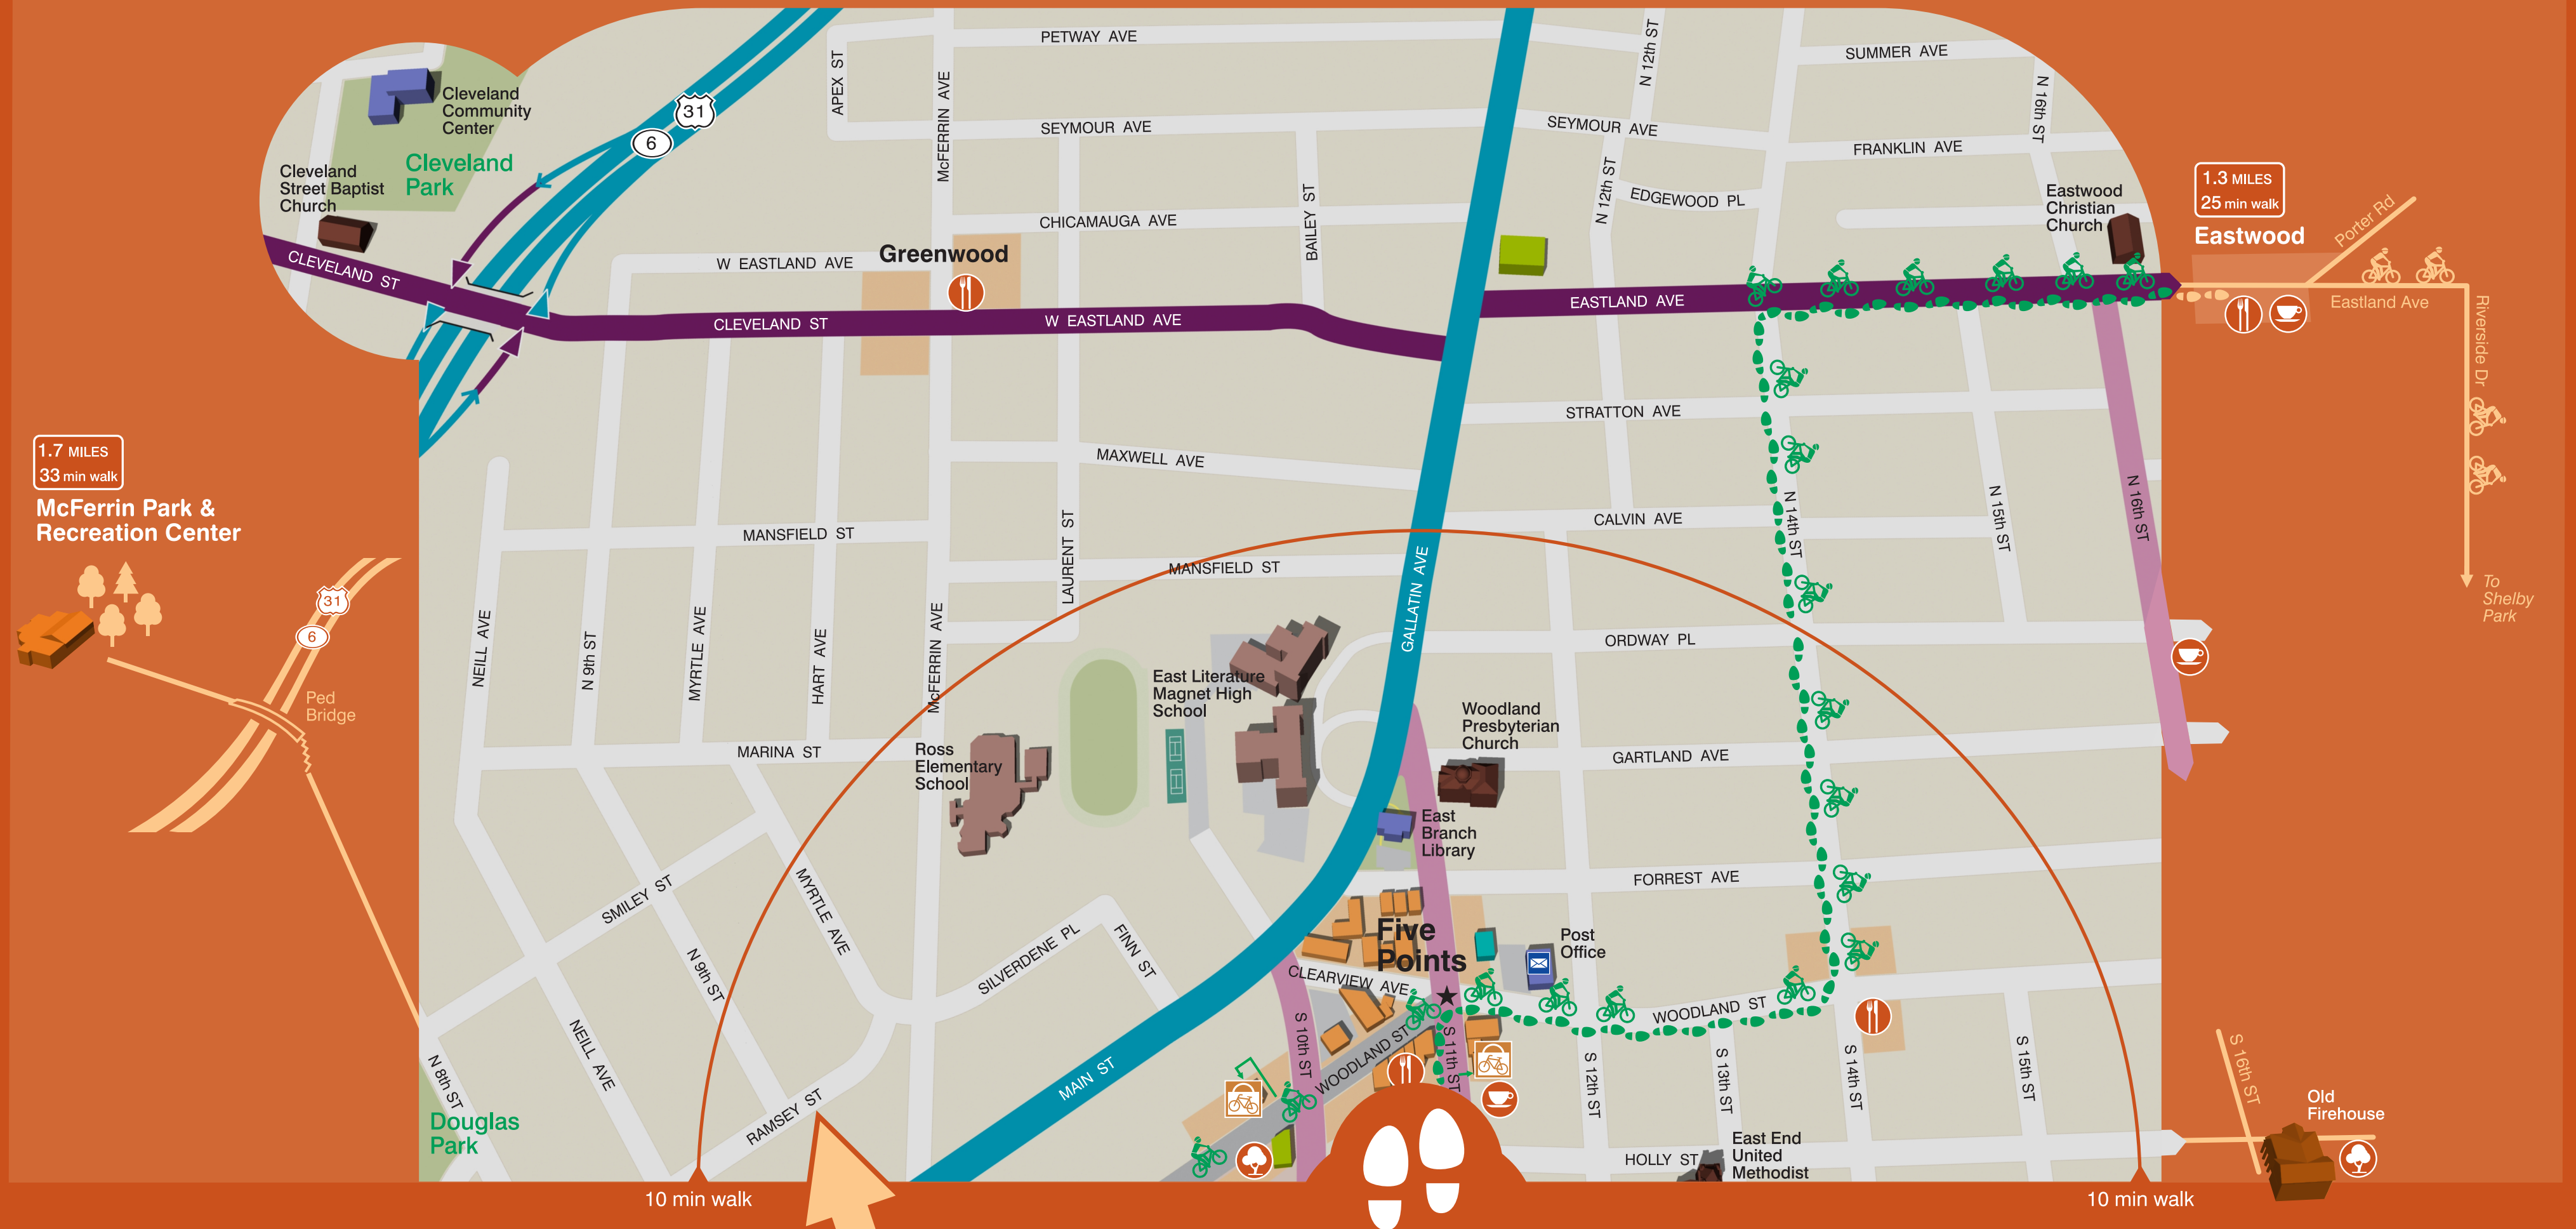 PETWAY AVE
N 12th ST
SUMMER AVE
APEX ST
McFERRIN AVE
31
6
Cleveland
Community
Center
Cleveland
Park
Cleveland
Street Baptist
Church
SEYMOUR AVE
SEYMOUR AVE
FRANKLIN AVE
N 16th ST
N 12th ST
EDGEWOOD PL
BAILEY ST
CHICAMAUGA AVE
Eastwood
Christian
Church
1.3 MILES
25 min walk
Eastwood
Porter Rd
Eastland Ave
Riverside Dr
To
Shelby
Park
CLEVELAND ST
W EASTLAND AVE
Greenwood
CLEVELAND ST
W EASTLAND AVE
EASTLAND AVE
STRATTON AVE
MAXWELL AVE
1.7 MILES
33 min walk
McFerrin Park &
Recreation Center
31
6
Ped
Bridge
MANSFIELD ST
LAURENT ST
MANSFIELD ST
CALVIN AVE
N 14th ST
N 15th ST
N 16th ST
GALLATIN AVE
NEILL AVE
N 9th ST
MYRTLE AVE
HART AVE
McFERRIN AVE
ORDWAY PL
East Literature
Magnet High
School
Woodland
Presbyterian
Church
Ross
Elementary
School
MARINA ST
GARTLAND AVE
East
Branch
Library
SMILEY ST
MYRTLE AVE
FORREST AVE
Five
Points
Post
Office
N 9th ST
SILVERDENE PL
FINN ST
CLEARVIEW AVE
WOODLAND ST
S 10th ST
WOODLAND ST
S 11th ST
S 12th ST
S 13th ST
S 14th ST
S 15th ST
S 16th ST
N 8th ST
NEILL AVE
MAIN ST
RAMSEY ST
Douglas
Park
HOLLY ST
East End
United
Methodist
Old
Firehouse
10 min walk
10 min walk